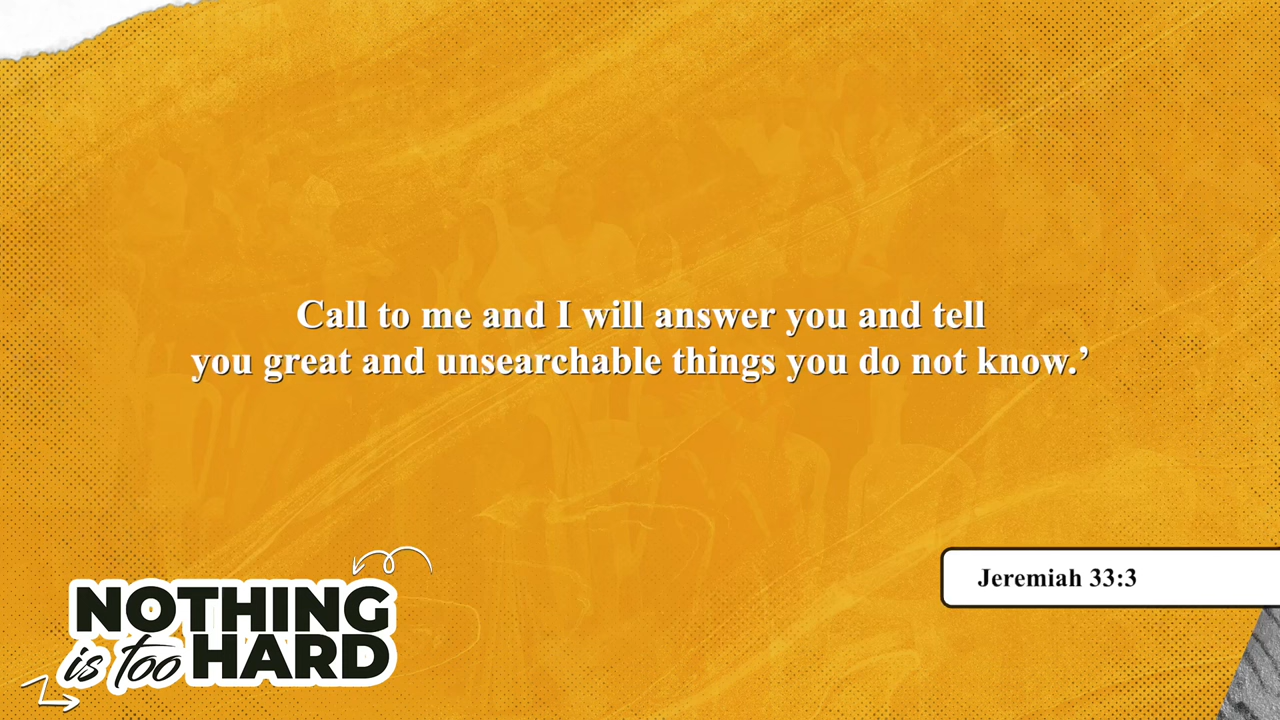 Call to me and I will answer you and tell
you great and unsearchable things you do not know.’
Jeremiah 33:3
NOTHING
is too HARD